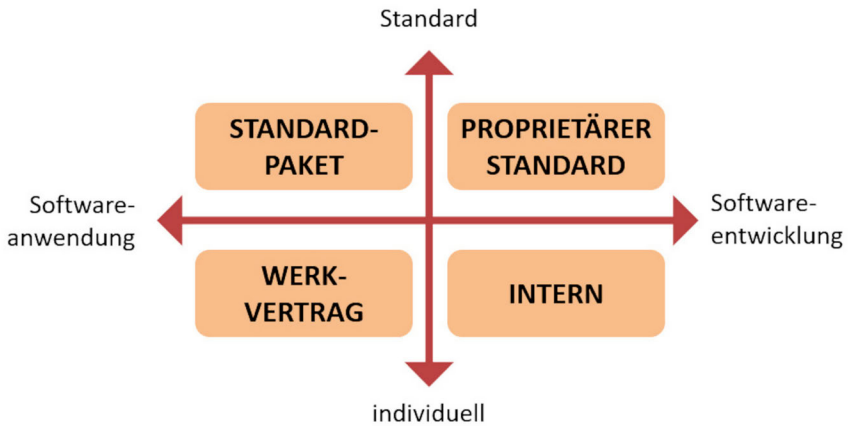 Standard
STANDARD-
PAKET
PROPRIETÄRER
STANDARD
Software-
anwendung
Software-
entwicklung
WERK-
VERTRAG
INTERN
individuell